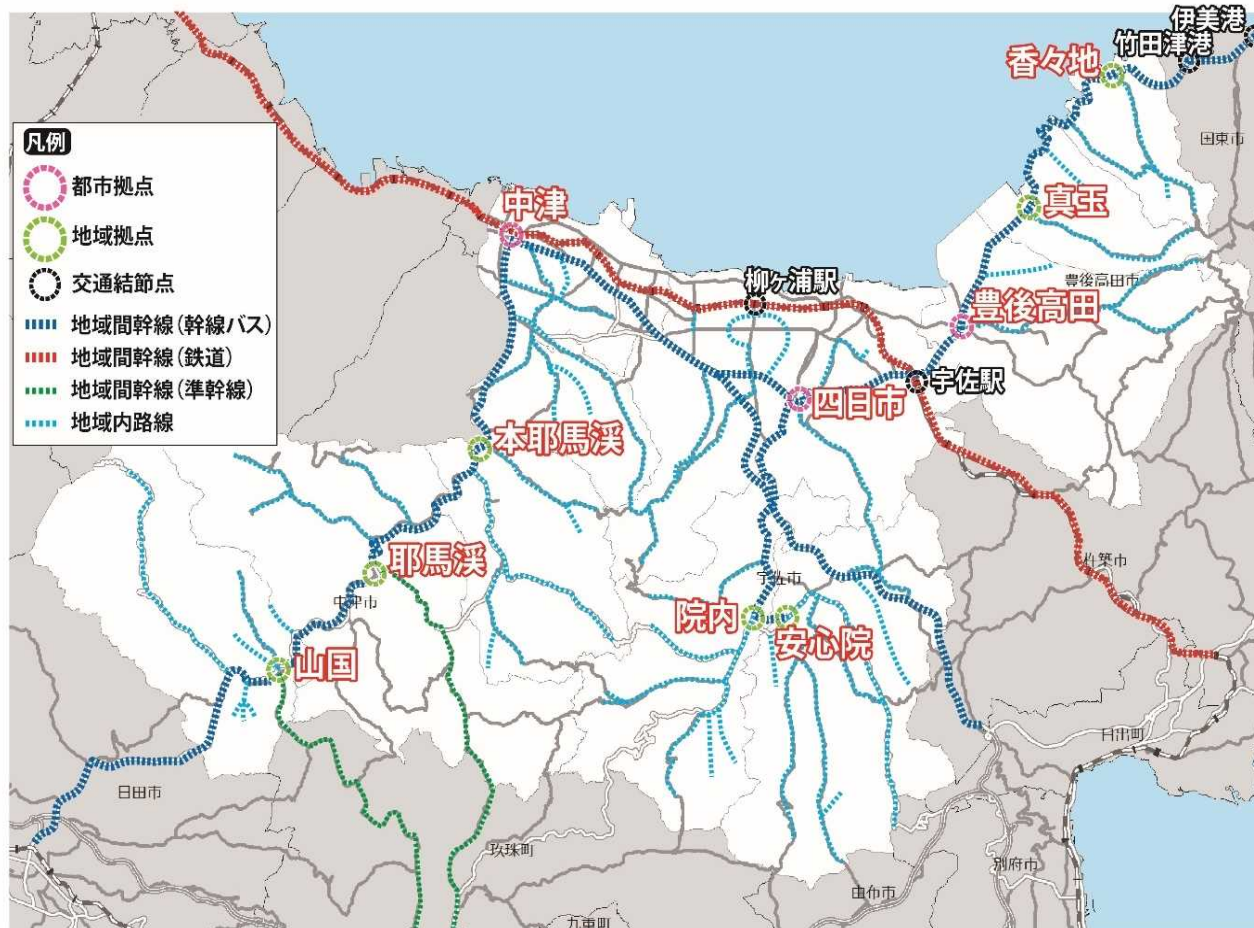 伊美港
竹田津港
香々地
国東市
凡例
都市拠点
地域拠点
交通結節点
地域間幹線(幹線バス)
地域間幹線(鉄道)
地域間幹線(準幹線)
地域内路線
中津
真玉
柳ヶ浦駅
豊後高田市
豊後高田
宇佐駅
四日市
本耶馬渓
耶馬渓
中津市
宇佐市
杵築市
院内
安心院
山国
日出町
日田市
玖珠町
別府市
由布市
九重町